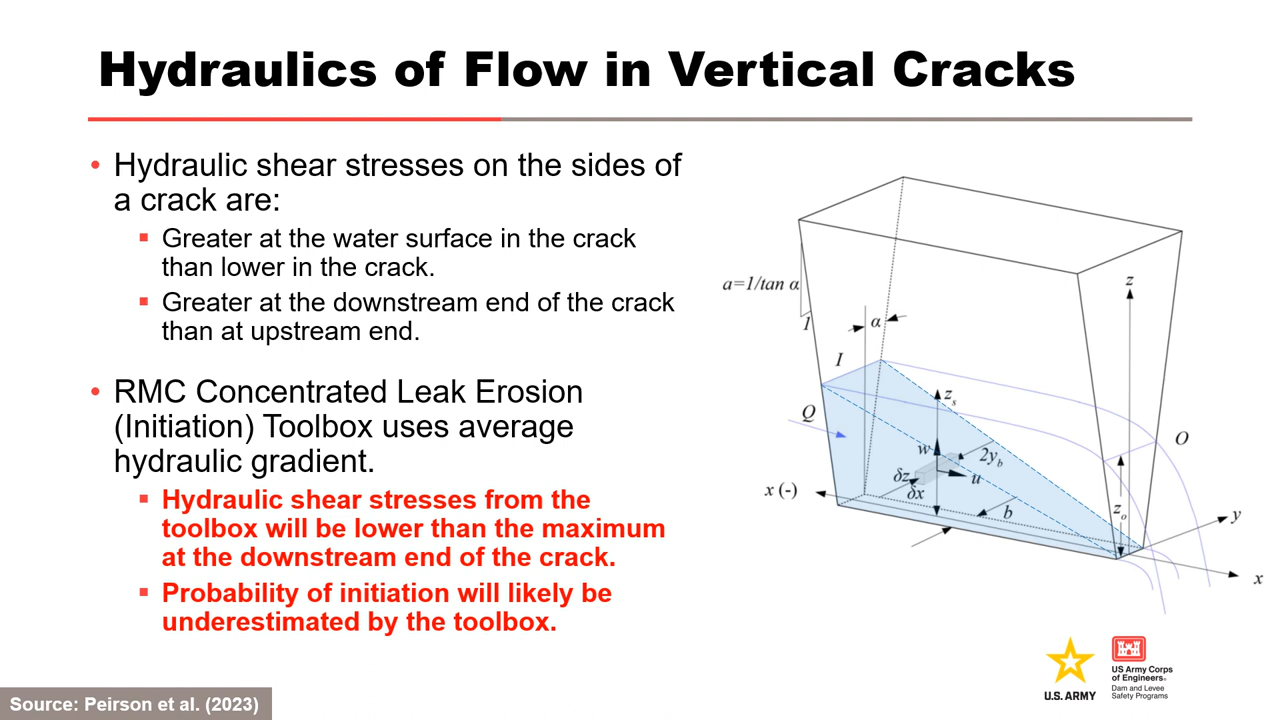 Hydraulics of Flow in Vertical Cracks
• Hydraulic shear stresses on the sides of
a crack are:
▪ Greater at the water surface in the crack
than lower in the crack.
▪ Greater at the downstream end of the crack
than at upstream end.
• RMC Concentrated Leak Erosion
(Initiation) Toolbox uses average
hydraulic gradient.
▪ Hydraulic shear stresses from the
toolbox will be lower than the maximum
at the downstream end of the crack.
▪ Probability of initiation will likely be
underestimated by the toolbox.
z
a=1/tan α
1
α
I
z_s
Q
O
w
2y_b
δz
u
x (-)
δx
b
z_o
y
x
U.S. ARMY
US Army Corps
of Engineers®
Dam and Levee
Safety Programs
Source: Peirson et al. (2023)